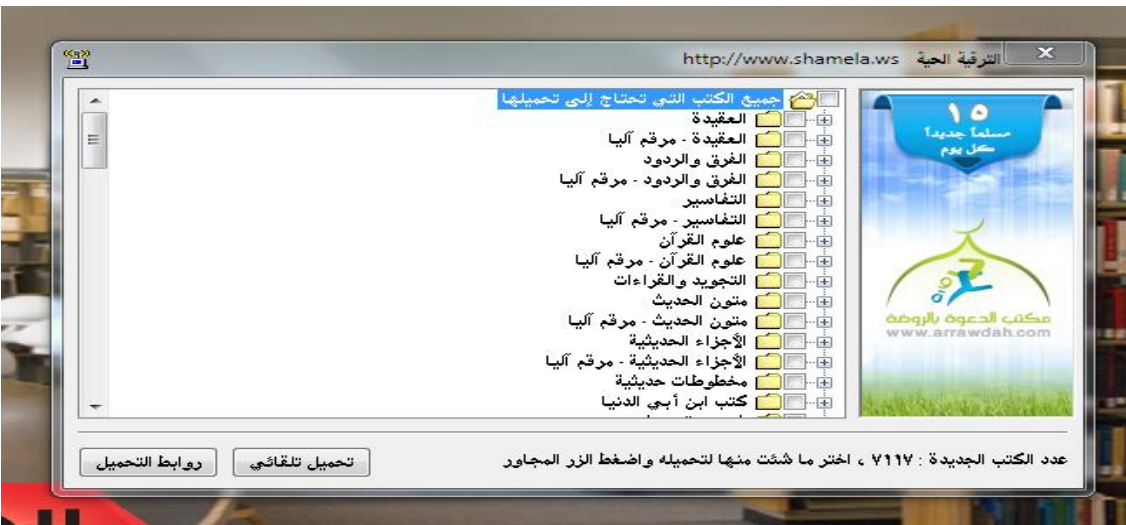 الترقية الحية http://www.shamela.ws
١٥
مسلماً جديداً
كل يوم
مكتب الدعوة بالروضة
www.arrawdah.com
جميع الكتب التي تحتاج إلى تحميلها
العقيدة
العقيدة - مرقم آليا
الفرق والردود
الفرق والردود - مرقم آليا
التفاسير
التفاسير - مرقم آليا
علوم القرآن
علوم القرآن - مرقم آليا
التجويد والقراءات
متون الحديث
متون الحديث - مرقم آليا
الأجزاء الحديثية
الأجزاء الحديثية - مرقم آليا
مخطوطات حديثية
كتب ابن أبي الدنيا
عدد الكتب الجديدة : ٧١١٧ ، اختر ما شئت منها لتحميله واضغط الزر المجاور
تحميل تلقائي
روابط التحميل